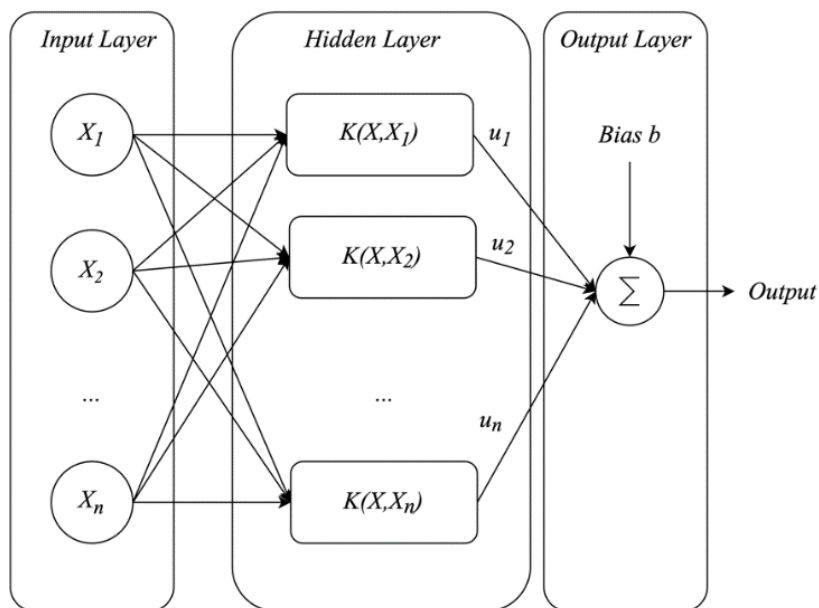 Input Layer
Hidden Layer
Output Layer
X1
K(X,X1)
u1
Bias b
X2
K(X,X2)
u2
Σ
Output
...
...
un
Xn
K(X,Xn)